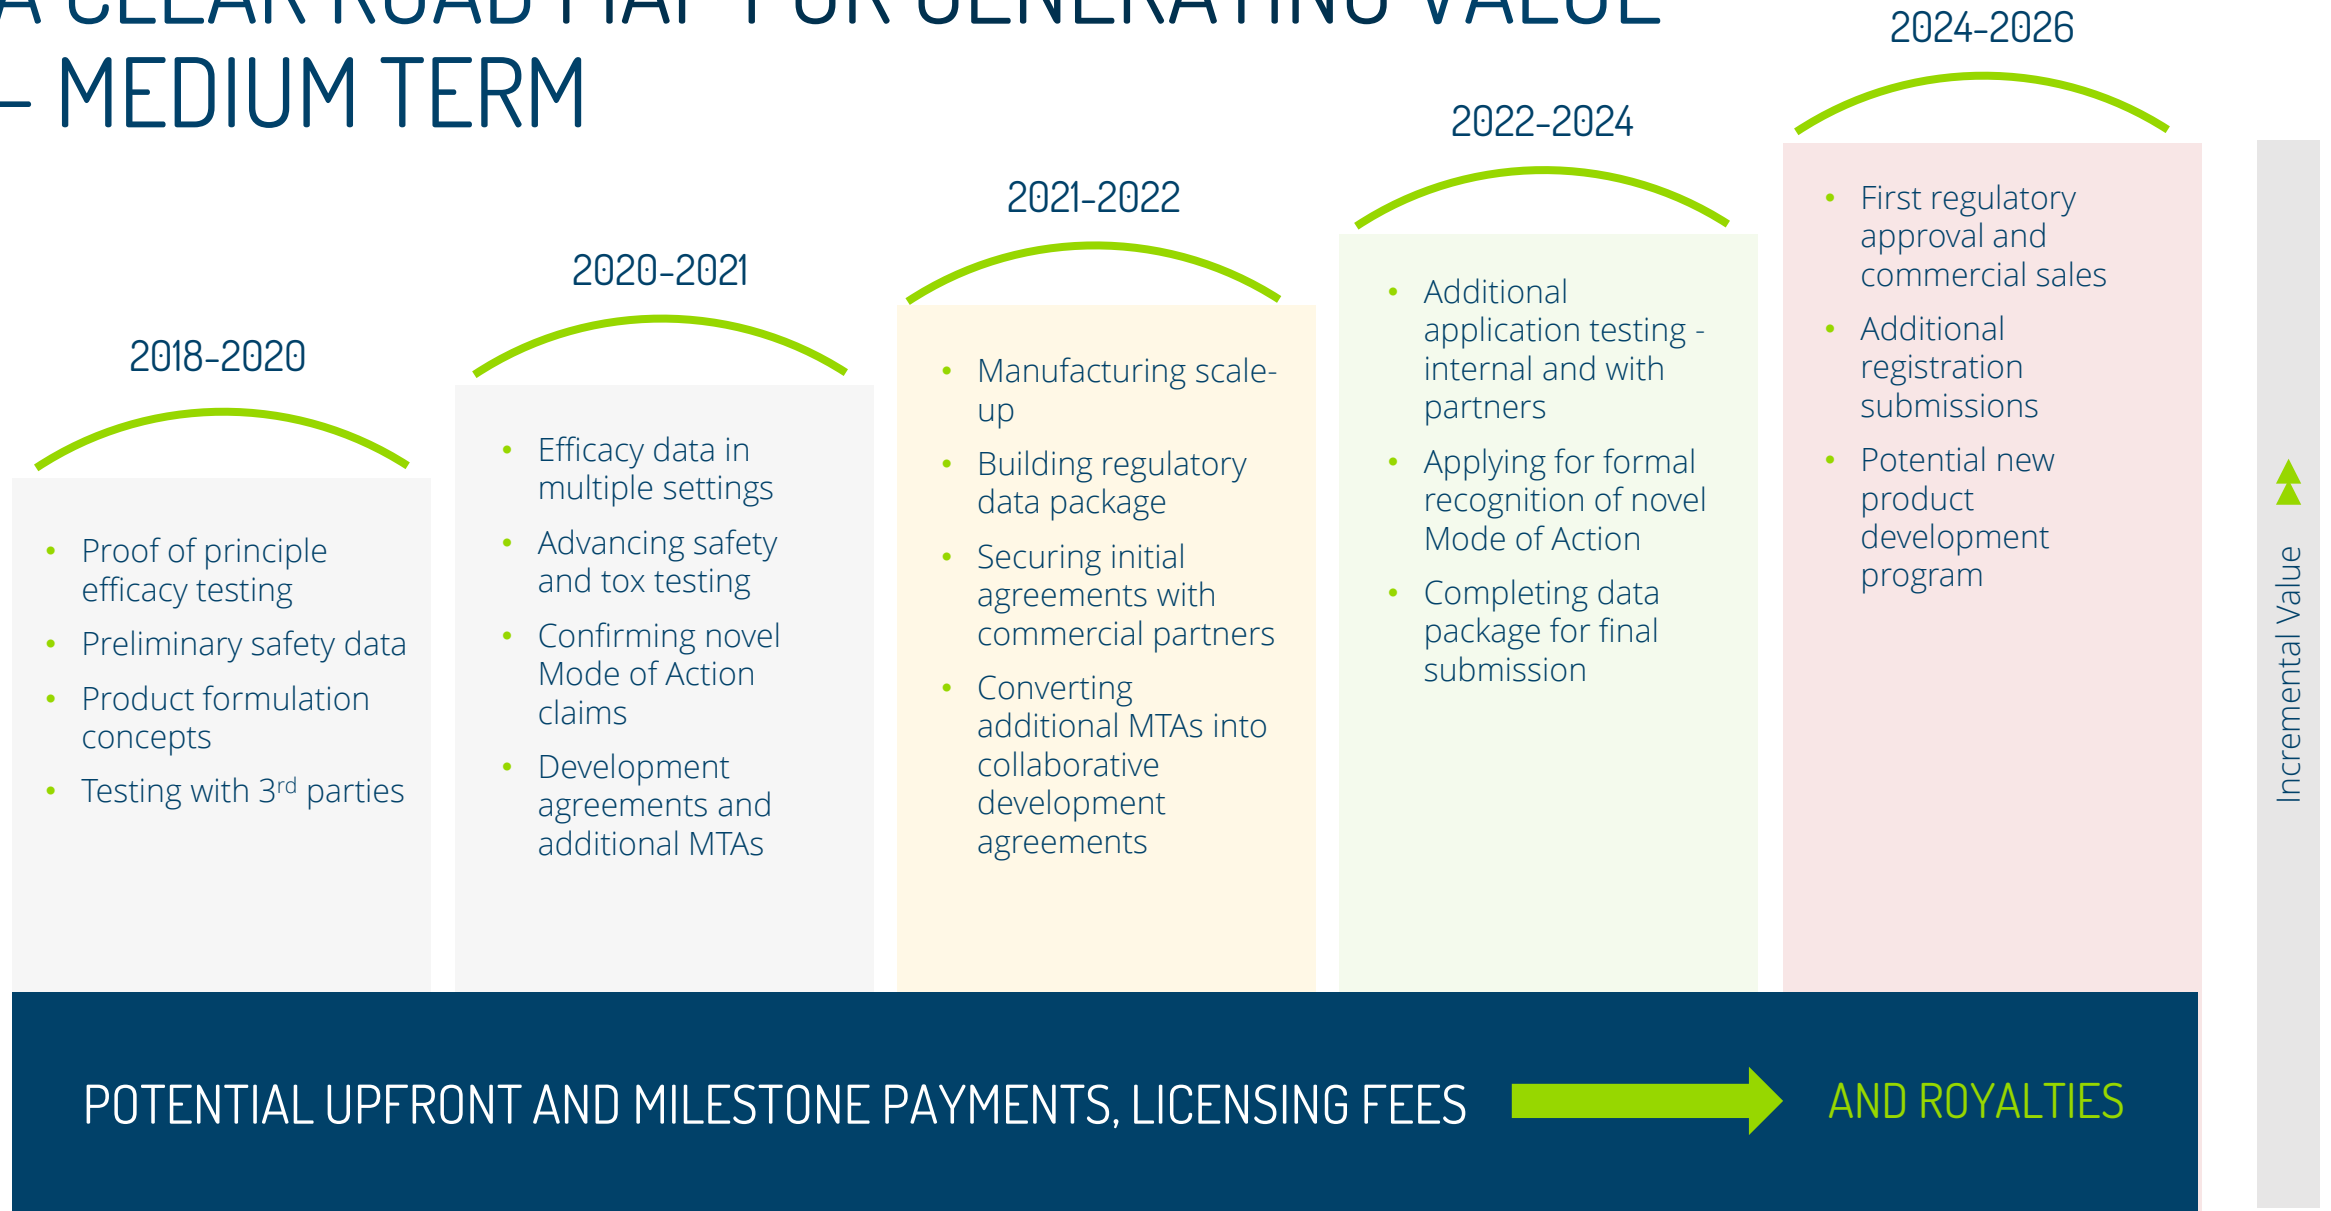 A CLEAR ROAD MAP FOR GENERATING VALUE
– MEDIUM TERM
2018-2020
• Proof of principle
efficacy testing
• Preliminary safety data
• Product formulation
concepts
• Testing with 3rd parties
2020-2021
• Efficacy data in
multiple settings
• Advancing safety
and tox testing
• Confirming novel
Mode of Action
claims
• Development
agreements and
additional MTAs
2021-2022
• Manufacturing scale-
up
• Building regulatory
data package
• Securing initial
agreements with
commercial partners
• Converting
additional MTAs into
collaborative
development
agreements
2022-2024
• Additional
application testing -
internal and with
partners
• Applying for formal
recognition of novel
Mode of Action
• Completing data
package for final
submission
2024-2026
• First regulatory
approval and
commercial sales
• Additional
registration
submissions
• Potential new
product
development
program
Incremental Value
POTENTIAL UPFRONT AND MILESTONE PAYMENTS, LICENSING FEES
AND ROYALTIES